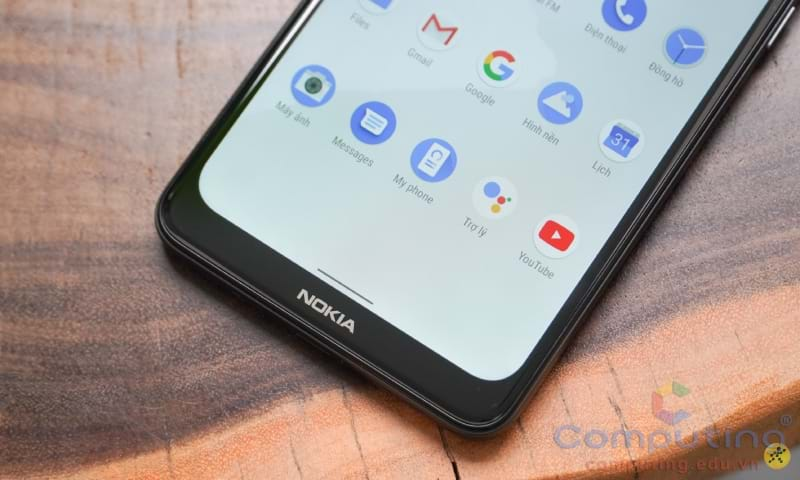 FM
Điện thoại
Đồng hồ
Files
Gmail
Google
Hình nền
Lịch
31
Máy ảnh
Messages
My phone
Trợ lý
YouTube
NOKIA
Computing®
computing.edu.vn